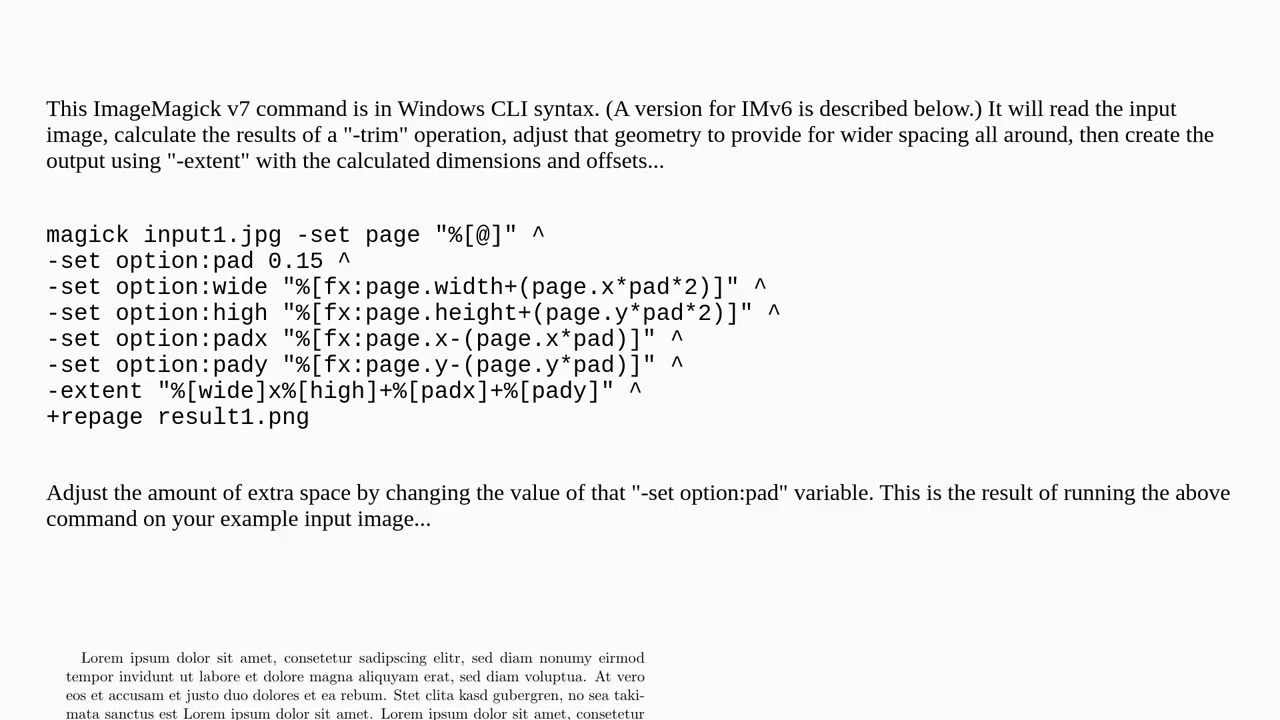 This ImageMagick v7 command is in Windows CLI syntax. (A version for IMv6 is described below.) It will read the input
image, calculate the results of a "-trim" operation, adjust that geometry to provide for wider spacing all around, then create the
output using "-extent" with the calculated dimensions and offsets...
magick input1.jpg -set page "%[@]" ^
-set option:pad 0.15 ^
-set option:wide "%[fx:page.width+(page.x*pad*2)]" ^
-set option:high "%[fx:page.height+(page.y*pad*2)]" ^
-set option:padx "%[fx:page.x-(page.x*pad)]" ^
-set option:pady "%[fx:page.y-(page.y*pad)]" ^
-extent "%[wide]x%[high]+%[padx]+%[pady]" ^
+repage result1.png
Adjust the amount of extra space by changing the value of that "-set option:pad" variable. This is the result of running the above
command on your example input image...
Lorem ipsum dolor sit amet, consetetur sadipscing elitr, sed diam nonumy eirmod
tempor invidunt ut labore et dolore magna aliquyam erat, sed diam voluptua. At vero
eos et accusam et justo duo dolores et ea rebum. Stet clita kasd gubergren, no sea taki-
mata sanctus est Lorem ipsum dolor sit amet. Lorem ipsum dolor sit amet, consetetur